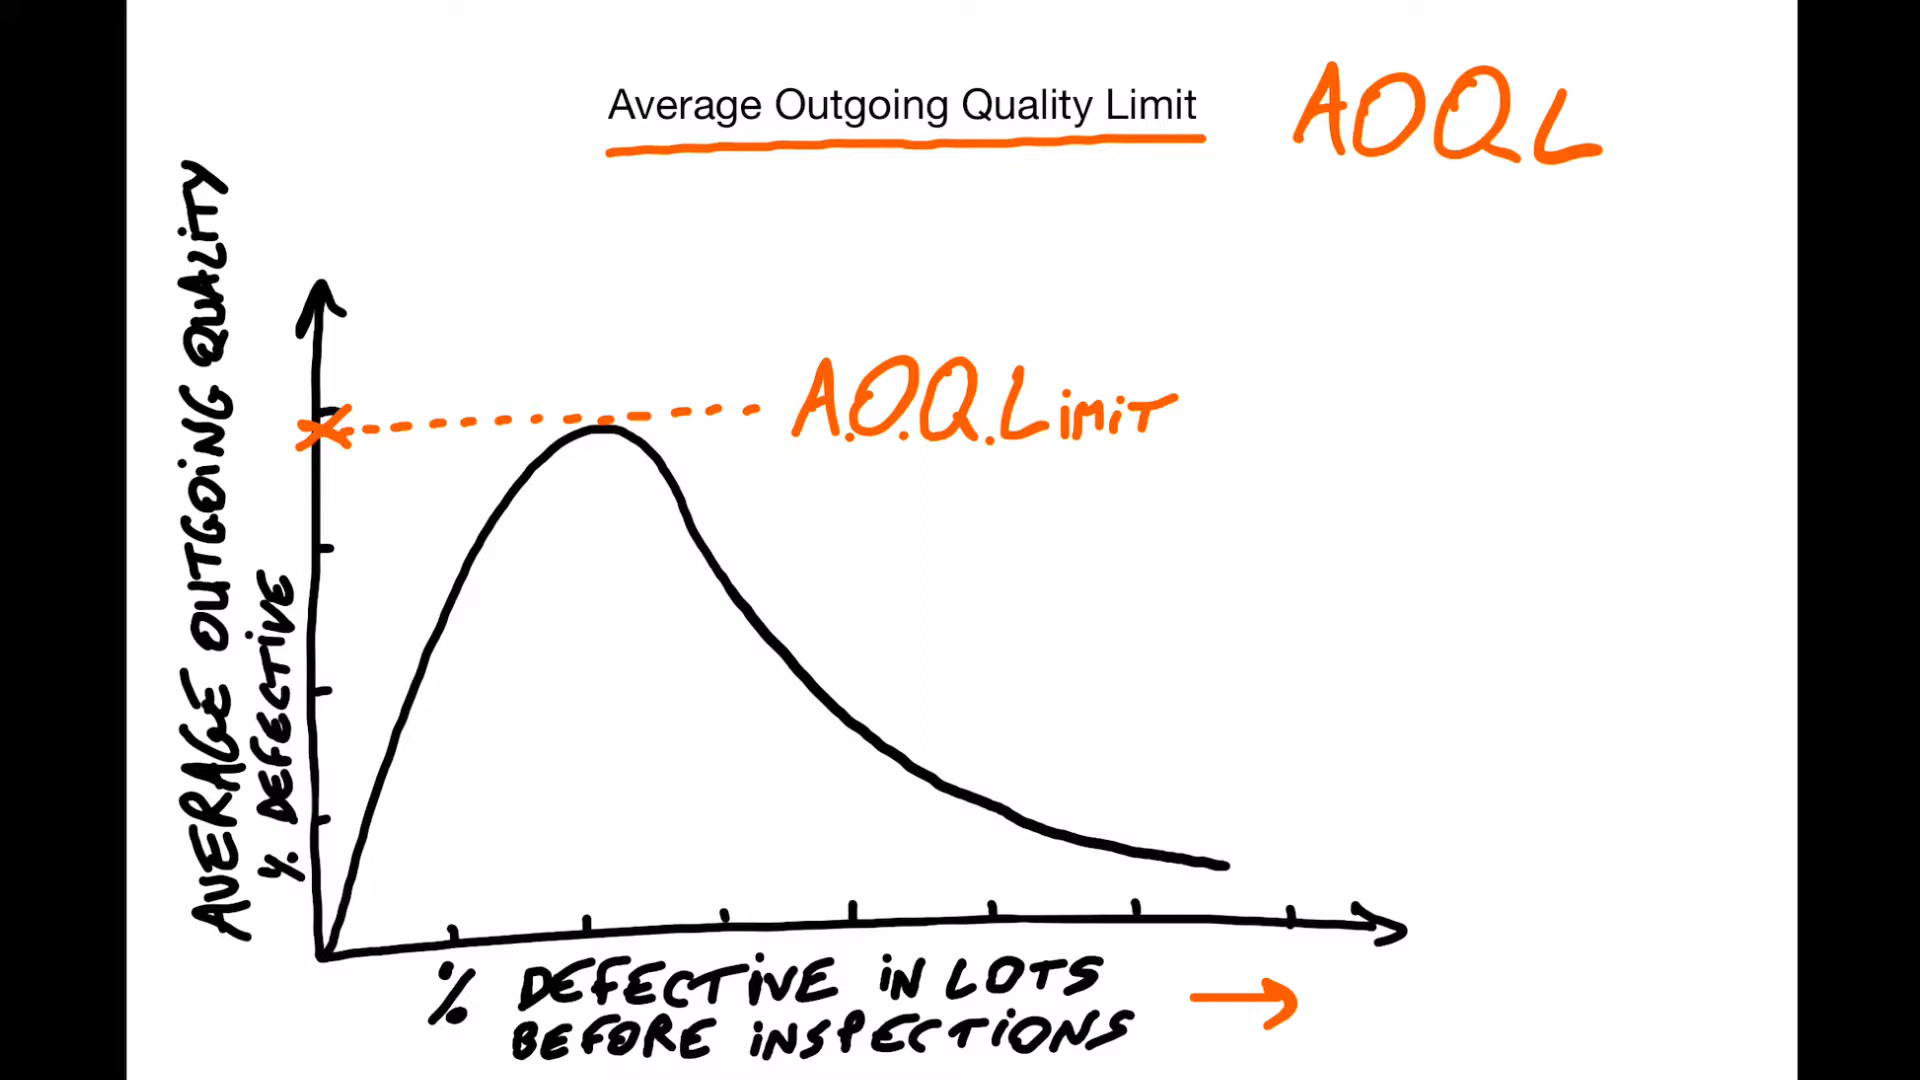 Average Outgoing Quality Limit
AOQL
AVERAGE OUTGOING QUALITY
% DEFECTIVE
A.O.Q.LIMIT
% DEFECTIVE IN LOTS
BEFORE INSPECTIONS